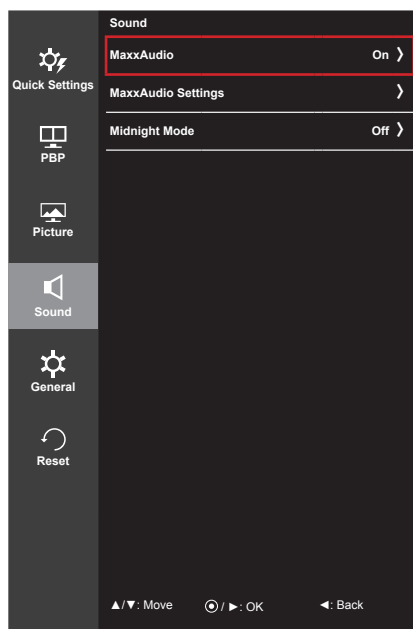 Sound
MaxxAudio On ❯
Quick Settings
MaxxAudio Settings ❯
Midnight Mode Off ❯
PBP
Picture
Sound
General
Reset
▲/▼: Move ⦿ / ►: OK ◄: Back